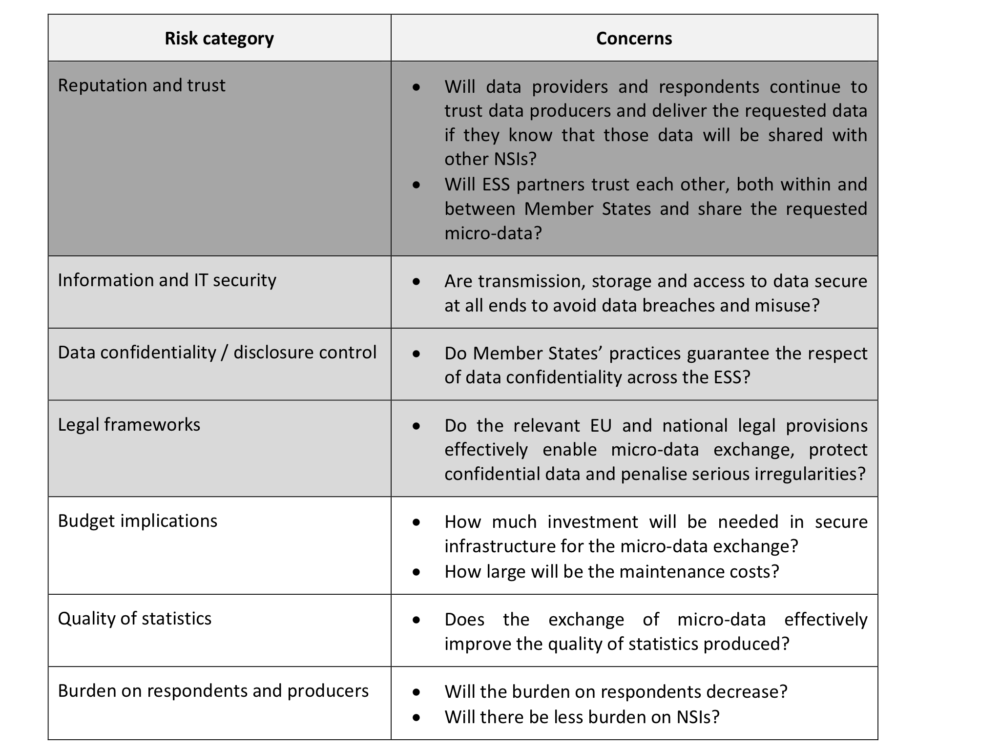 Risk category
Concerns
Reputation and trust
• Will data providers and respondents continue to
trust data producers and deliver the requested data
if they know that those data will be shared with
other NSIs?
• Will ESS partners trust each other, both within and
between Member States and share the requested
micro-data?
Information and IT security
• Are transmission, storage and access to data secure
at all ends to avoid data breaches and misuse?
Data confidentiality / disclosure control
• Do Member States’ practices guarantee the respect
of data confidentiality across the ESS?
Legal frameworks
• Do the relevant EU and national legal provisions
effectively enable micro-data exchange, protect
confidential data and penalise serious irregularities?
Budget implications
• How much investment will be needed in secure
infrastructure for the micro-data exchange?
• How large will be the maintenance costs?
Quality of statistics
• Does the exchange of micro-data effectively
improve the quality of statistics produced?
Burden on respondents and producers
• Will the burden on respondents decrease?
• Will there be less burden on NSIs?